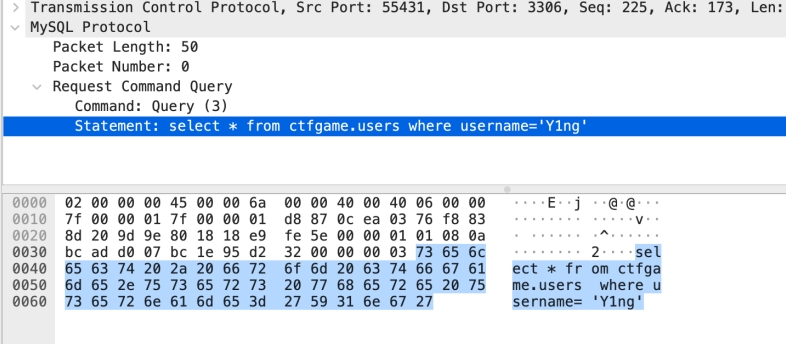 Transmission Control Protocol, Src Port: 55431, Dst Port: 3306, Seq: 225, Ack: 173, Len:
MySQL Protocol
Packet Length: 50
Packet Number: 0
Request Command Query
Command: Query (3)
Statement: select * from ctfgame.users where username='Y1ng'
0000 02 00 00 00 45 00 00 6a 00 00 40 00 40 06 00 00 ····E··j ··@·@···
0010 7f 00 00 01 7f 00 00 01 d8 87 0c ea 03 76 f8 83 ········ ·····v··
0020 8d 20 9d 9e 80 18 18 e9 fe 5e 00 00 01 01 08 0a · ······ ·^······
0030 bc ad d0 07 bc 1e 95 d2 32 00 00 00 03 73 65 6c ········ 2····sel
0040 65 63 74 20 2a 20 66 72 6f 6d 20 63 74 66 67 61 ect * fr om ctfga
0050 6d 65 2e 75 73 65 72 73 20 77 68 65 72 65 20 75 me.users where u
0060 73 65 72 6e 61 6d 65 3d 27 59 31 6e 67 27 sername= 'Y1ng'